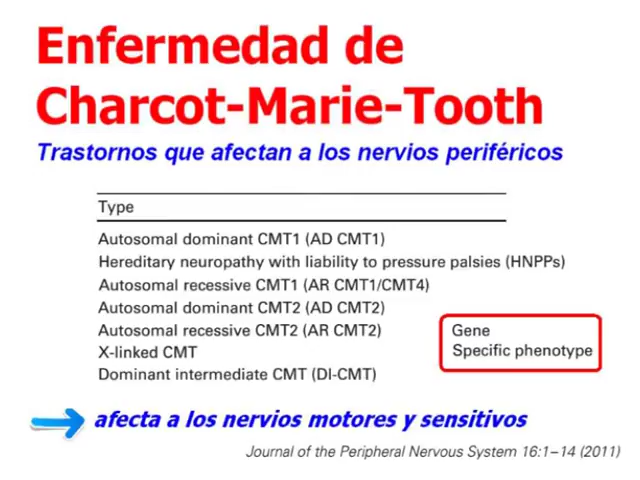 Enfermedad de
Charcot-Marie-Tooth
Trastornos que afectan a los nervios periféricos
Type
Autosomal dominant CMT1 (AD CMT1)
Hereditary neuropathy with liability to pressure palsies (HNPPs)
Autosomal recessive CMT1 (AR CMT1/CMT4)
Autosomal dominant CMT2 (AD CMT2)
Autosomal recessive CMT2 (AR CMT2)
X-linked CMT
Dominant intermediate CMT (DI-CMT)
Gene
Specific phenotype
afecta a los nervios motores y sensitivos
Journal of the Peripheral Nervous System 16:1–14 (2011)